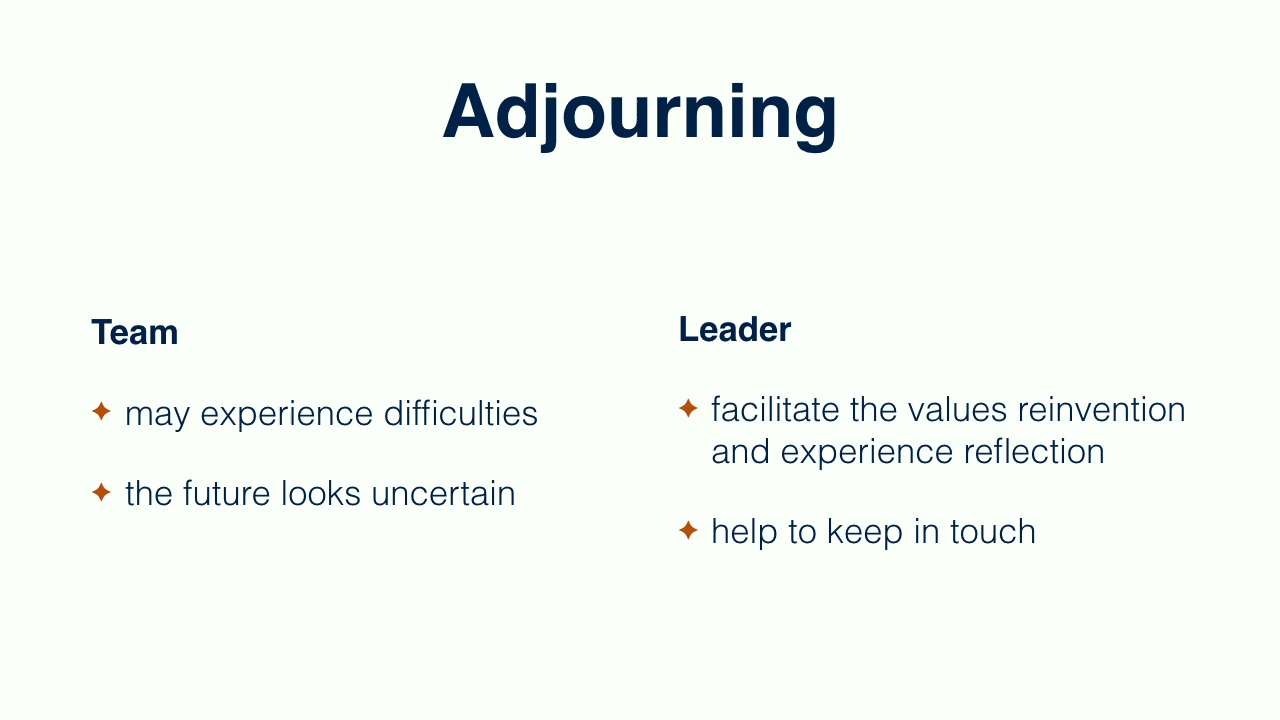 Adjourning
Team
✦ may experience difficulties
✦ the future looks uncertain
Leader
✦ facilitate the values reinvention
and experience reflection
✦ help to keep in touch